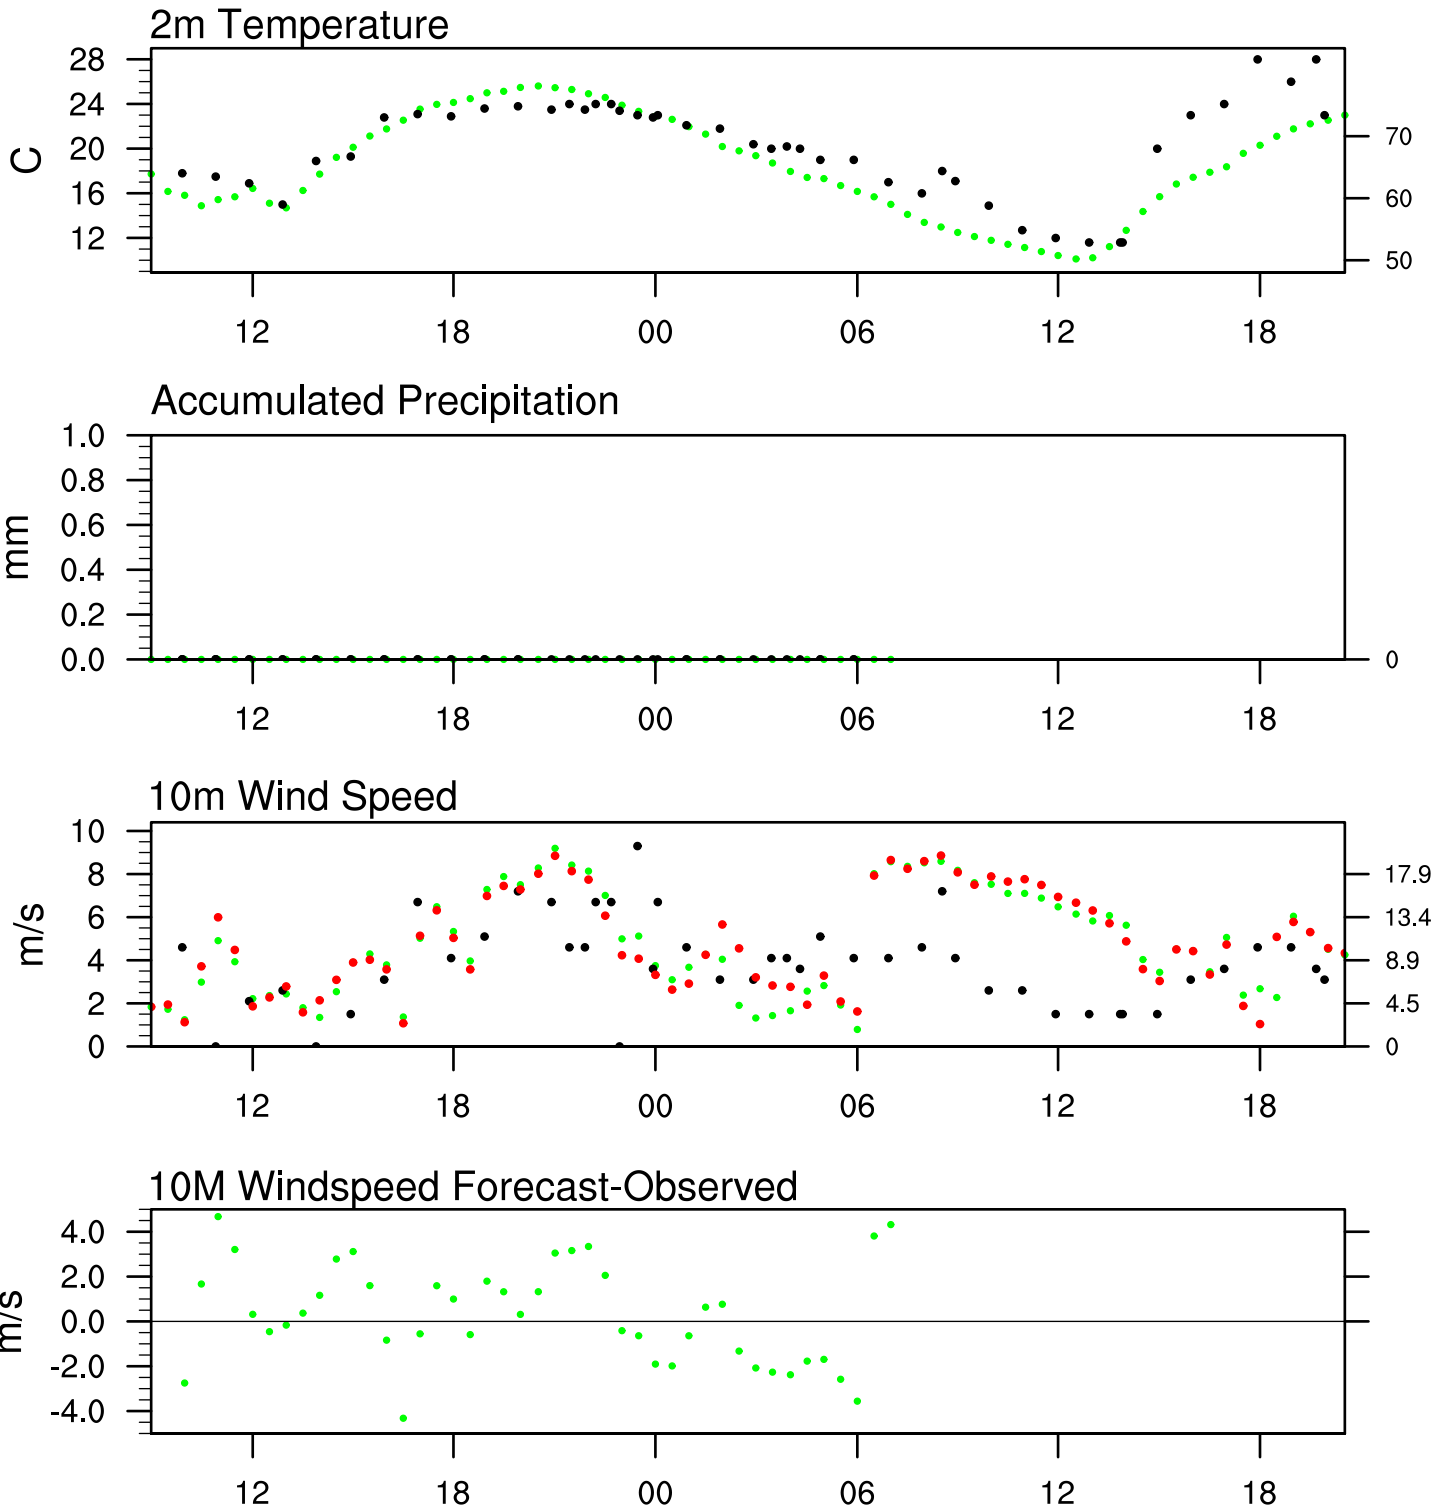 2m Temperature
28
24
20
16
12
C
70
60
50
12 18 00 06 12 18
Accumulated Precipitation
1.0
0.8
0.6
0.4
0.2
0.0
mm
0
12 18 00 06 12 18
10m Wind Speed
10
8
6
4
2
0
m/s
17.9
13.4
8.9
4.5
0
12 18 00 06 12 18
10M Windspeed Forecast-Observed
4.0
2.0
0.0
-2.0
-4.0
m/s
12 18 00 06 12 18